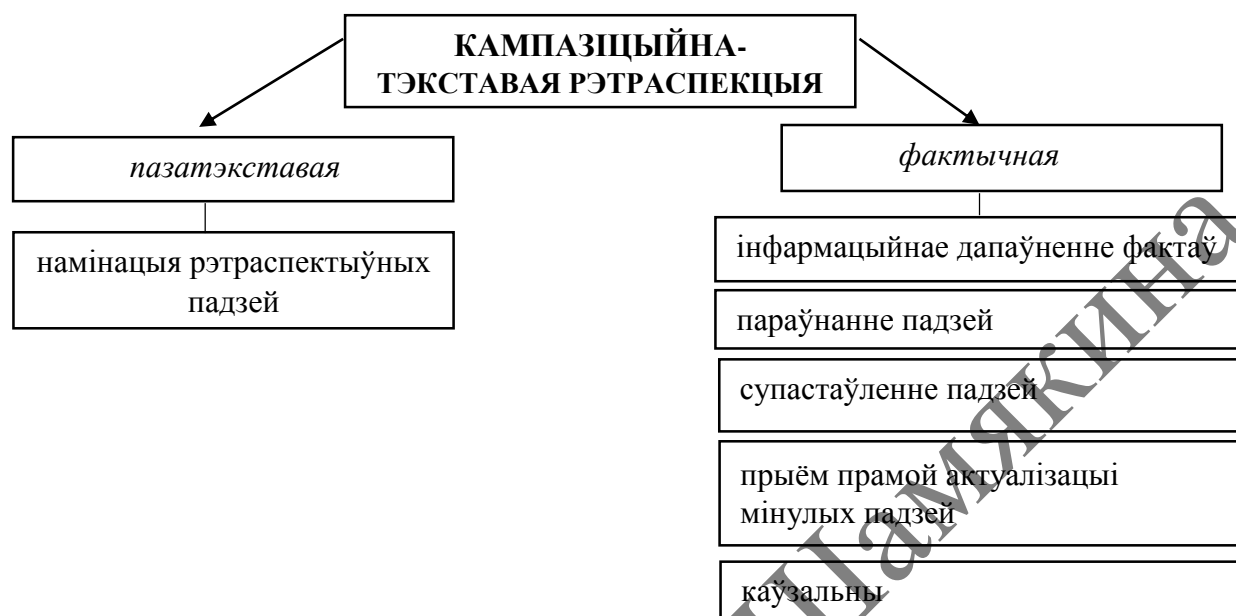 КАМПАЗІЦЫЙНА-
ТЭКСТАВАЯ РЭТРАСПЕКЦЫЯ
пазатэкставая
фактычная
намінацыя рэтраспектыўных
падзей
інфармацыйнае дапаўненне фактаў
параўнанне падзей
супастаўленне падзей
прыём прамой актуалізацыі
мінулых падзей
каўзальны